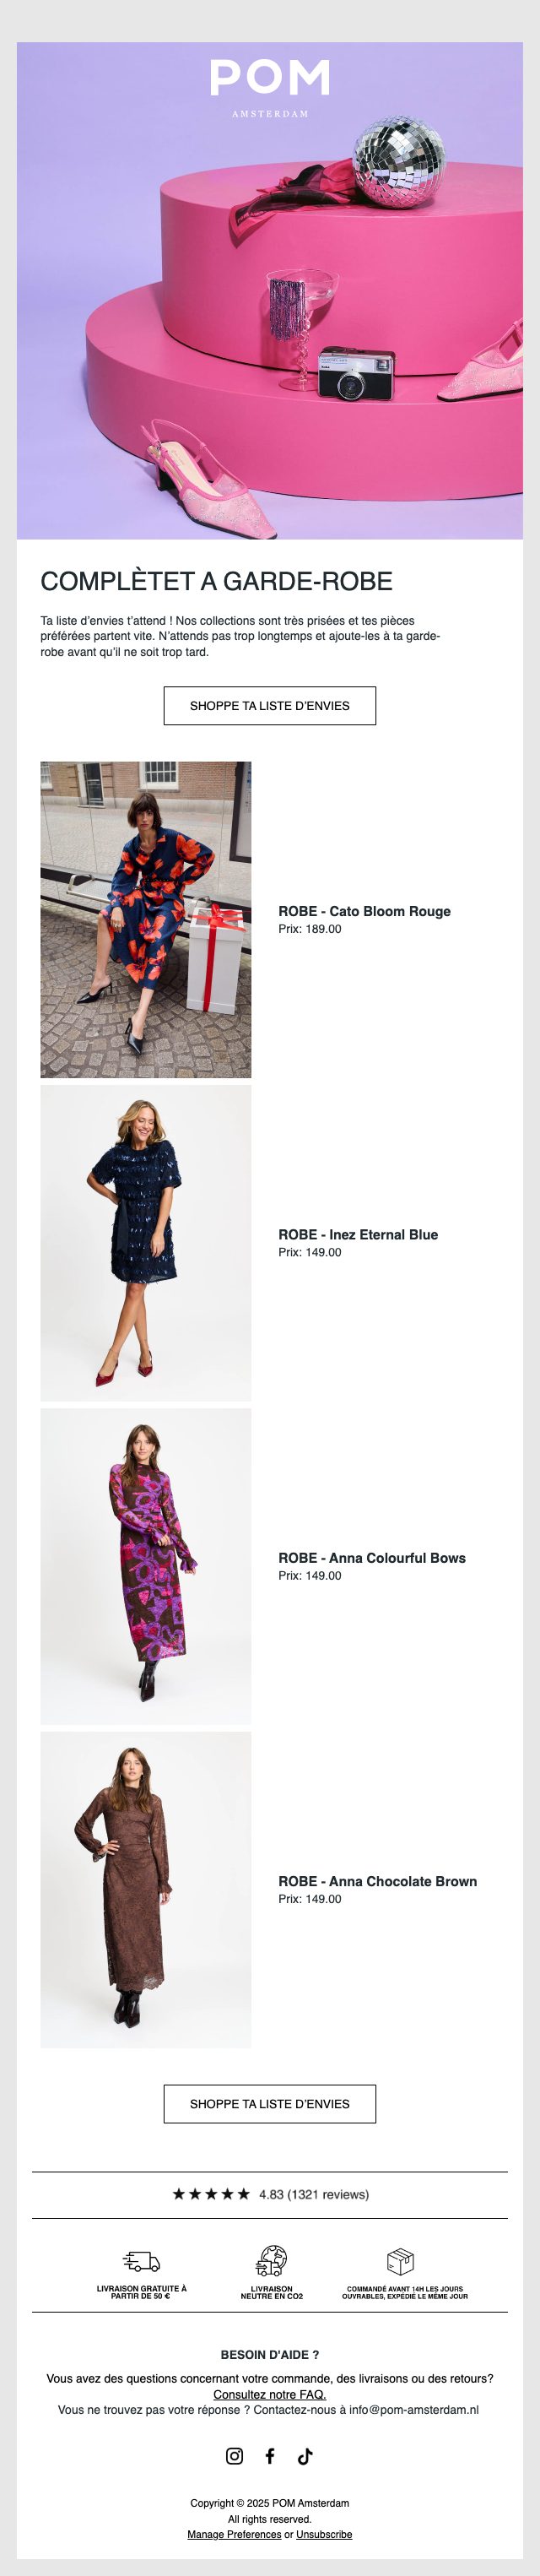 POM
AMSTERDAM
COMPLÈTET A GARDE-ROBE
Ta liste d’envies t’attend ! Nos collections sont très prisées et tes pièces
préférées partent vite. N’attends pas trop longtemps et ajoute-les à ta garde-
robe avant qu’il ne soit trop tard.
SHOPPE TA LISTE D’ENVIES
ROBE - Cato Bloom Rouge
Prix: 189.00
ROBE - Inez Eternal Blue
Prix: 149.00
ROBE - Anna Colourful Bows
Prix: 149.00
ROBE - Anna Chocolate Brown
Prix: 149.00
SHOPPE TA LISTE D’ENVIES
4.83 (1321 reviews)
LIVRAISON GRATUITE À
PARTIR DE 50 €
LIVRAISON
NEUTRE EN CO2
COMMANDÉ AVANT 14H LES JOURS
OUVRABLES, EXPÉDIÉ LE MÊME JOUR
BESOIN D’AIDE ?
Vous avez des questions concernant votre commande, des livraisons ou des retours?
Consultez notre FAQ.
Vous ne trouvez pas votre réponse ? Contactez-nous à info@pom-amsterdam.nl
Copyright © 2025 POM Amsterdam
All rights reserved.
Manage Preferences or Unsubscribe